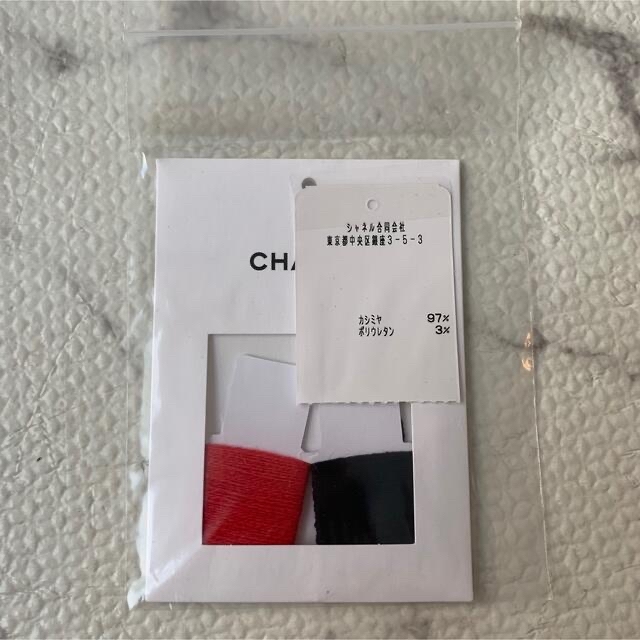 CHA
シャネル合同会社
東京都中央区銀座3-5-3
カシミヤ 97%
ポリウレタン 3%